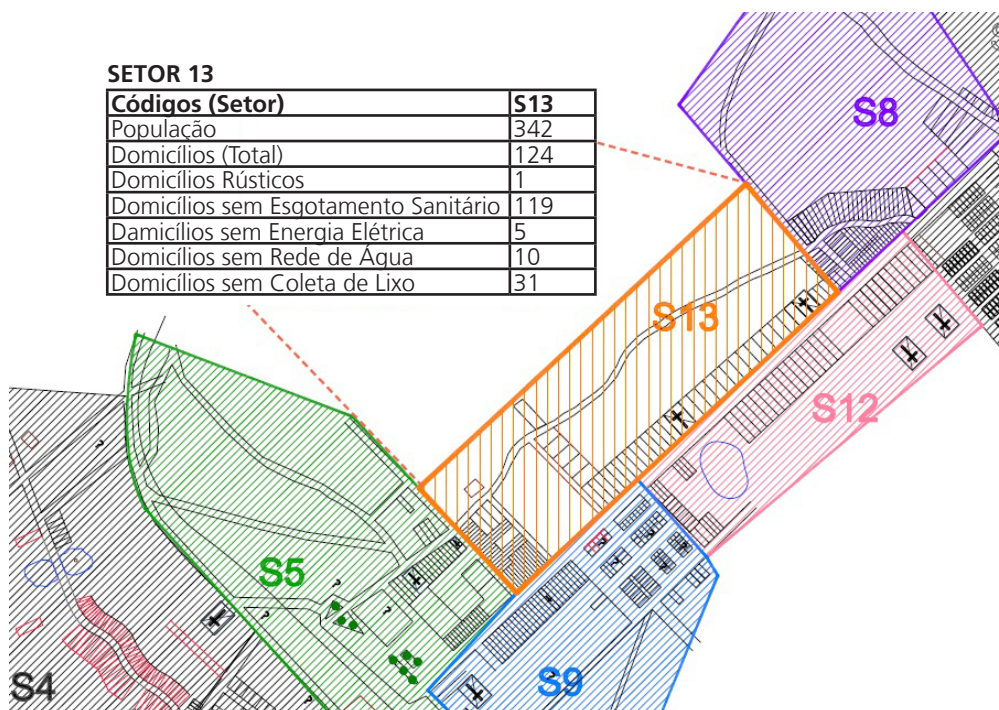 SETOR 13
Códigos (Setor) S13
População 342
Domicílios (Total) 124
Domicílios Rústicos 1
Domicílios sem Esgotamento Sanitário 119
Damicílios sem Energia Elétrica 5
Domicílios sem Rede de Água 10
Domicílios sem Coleta de Lixo 31
S8
S13
S12
S5
S9
S4
?
?
?
?
?